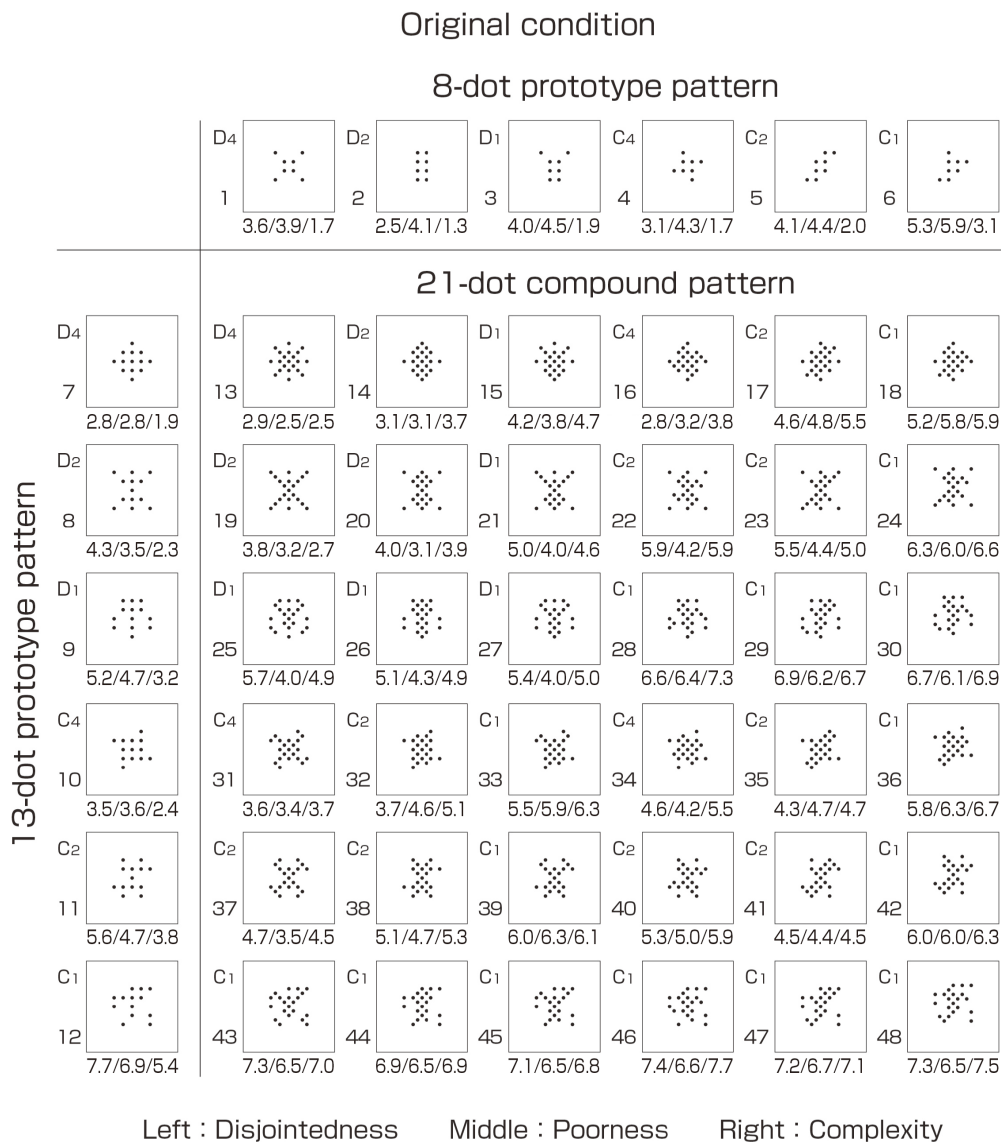 Original condition
8-dot prototype pattern
D4 D2 D1 C4 C2 C1
1 2 3 4 5 6
3.6/3.9/1.7 2.5/4.1/1.3 4.0/4.5/1.9 3.1/4.3/1.7 4.1/4.4/2.0 5.3/5.9/3.1
21-dot compound pattern
13-dot prototype pattern
D4 D4 D2 D1 C4 C2 C1
7 13 14 15 16 17 18
2.8/2.8/1.9 2.9/2.5/2.5 3.1/3.1/3.7 4.2/3.8/4.7 2.8/3.2/3.8 4.6/4.8/5.5 5.2/5.8/5.9
D2 D2 D2 D1 C2 C2 C1
8 19 20 21 22 23 24
4.3/3.5/2.3 3.8/3.2/2.7 4.0/3.1/3.9 5.0/4.0/4.6 5.9/4.2/5.9 5.5/4.4/5.0 6.3/6.0/6.6
D1 D1 D1 D1 C1 C1 C1
9 25 26 27 28 29 30
5.2/4.7/3.2 5.7/4.0/4.9 5.1/4.3/4.9 5.4/4.0/5.0 6.6/6.4/7.3 6.9/6.2/6.7 6.7/6.1/6.9
C4 C4 C2 C1 C4 C2 C1
10 31 32 33 34 35 36
3.5/3.6/2.4 3.6/3.4/3.7 3.7/4.6/5.1 5.5/5.9/6.3 4.6/4.2/5.5 4.3/4.7/4.7 5.8/6.3/6.7
C2 C2 C2 C1 C2 C2 C1
11 37 38 39 40 41 42
5.6/4.7/3.8 4.7/3.5/4.5 5.1/4.7/5.3 6.0/6.3/6.1 5.3/5.0/5.9 4.5/4.4/4.5 6.0/6.0/6.3
C1 C1 C1 C1 C1 C1 C1
12 43 44 45 46 47 48
7.7/6.9/5.4 7.3/6.5/7.0 6.9/6.5/6.9 7.1/6.5/6.8 7.4/6.6/7.7 7.2/6.7/7.1 7.3/6.5/7.5
Left : Disjointedness Middle : Poorness Right : Complexity